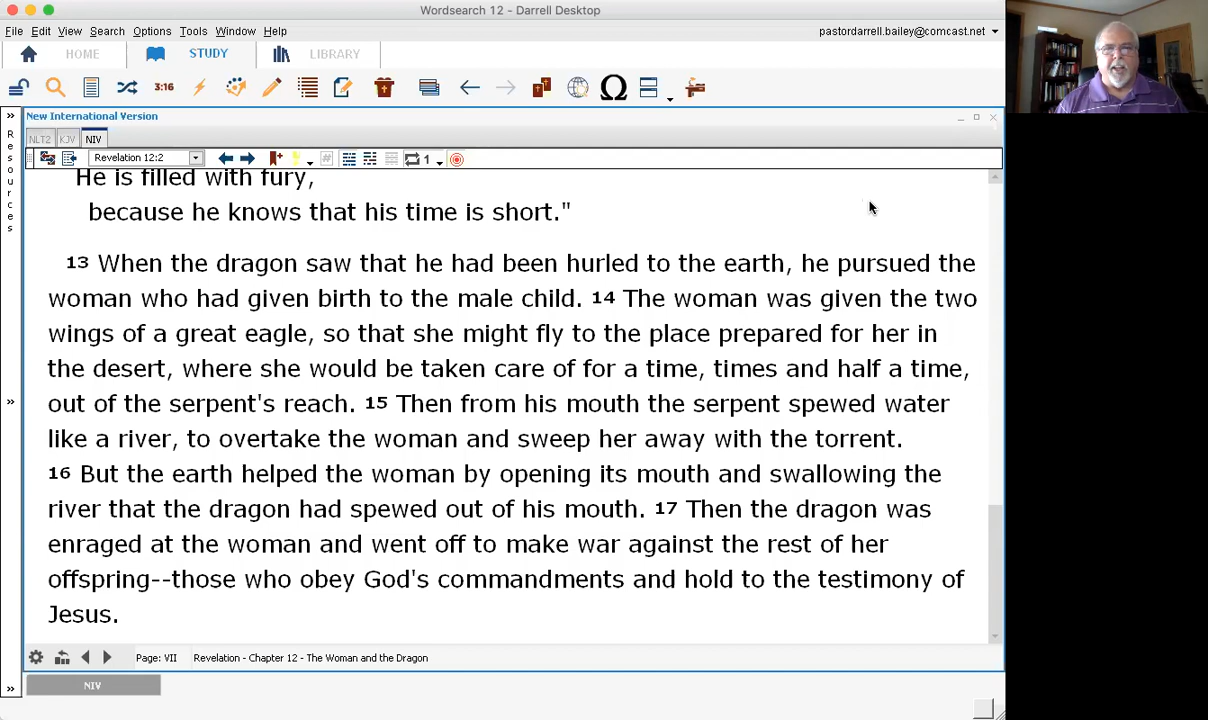 Wordsearch 12 - Darrell Desktop
File Edit View Search Options Tools Window Help
pastordarrell.bailey@comcast.net
HOME STUDY LIBRARY
3:16 Ω
New International Version
NLT2 KJV NIV
Revelation 12:2 # 1
Resources
He is filled with fury,
because he knows that his time is short."
13 When the dragon saw that he had been hurled to the earth, he pursued the
woman who had given birth to the male child. 14 The woman was given the two
wings of a great eagle, so that she might fly to the place prepared for her in
the desert, where she would be taken care of for a time, times and half a time,
out of the serpent's reach. 15 Then from his mouth the serpent spewed water
like a river, to overtake the woman and sweep her away with the torrent.
16 But the earth helped the woman by opening its mouth and swallowing the
river that the dragon had spewed out of his mouth. 17 Then the dragon was
enraged at the woman and went off to make war against the rest of her
offspring--those who obey God's commandments and hold to the testimony of
Jesus.
Page: VII Revelation - Chapter 12 - The Woman and the Dragon
NIV